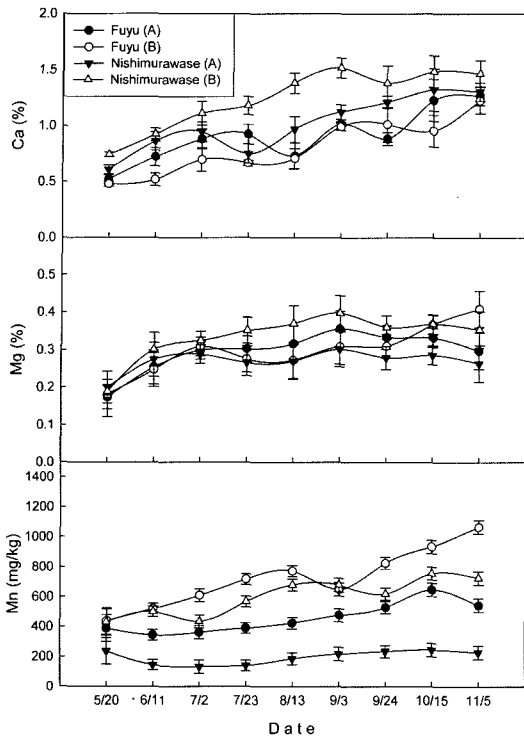 Fuyu (A)
Fuyu (B)
Nishimurawase (A)
Nishimurawase (B)
2.0
1.5
1.0
0.5
0.0
Ca (%)
0.5
0.4
0.3
0.2
0.1
0.0
Mg (%)
1400
1200
1000
800
600
400
200
0
Mn (mg/kg)
5/20 6/11 7/2 7/23 8/13 9/3 9/24 10/15 11/5
Date